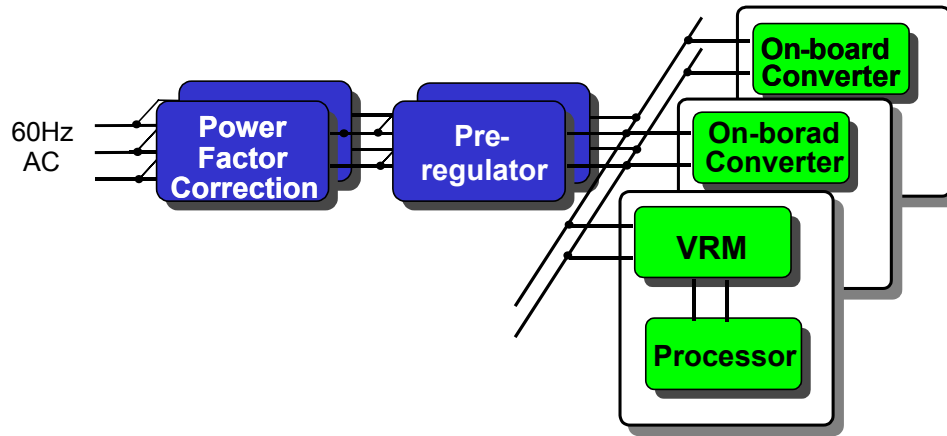 60Hz
AC
Power
Factor
Correction
Pre-
regulator
On-board
Converter
On-borad
Converter
VRM
Processor